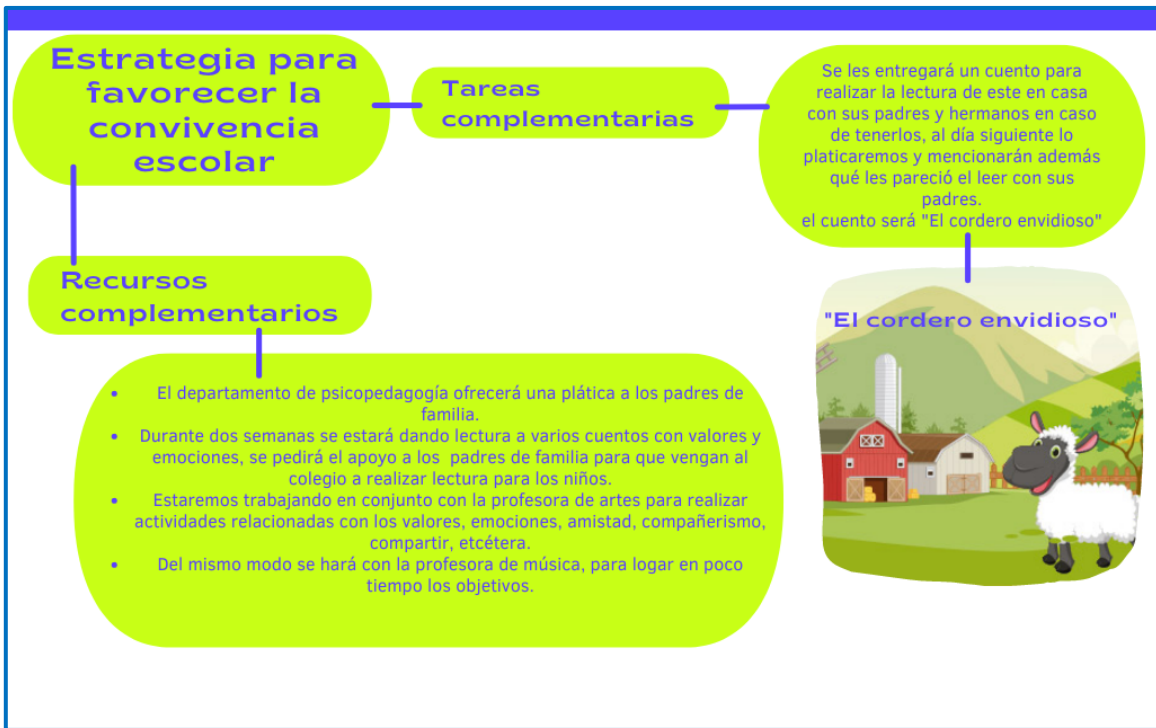 Estrategia para
favorecer la
convivencia
escolar
Tareas
complementarias
Se les entregará un cuento para
realizar la lectura de este en casa
con sus padres y hermanos en caso
de tenerlos, al día siguiente lo
platicaremos y mencionarán además
qué les pareció el leer con sus
padres.
el cuento será "El cordero envidioso"
"El cordero envidioso"
Recursos
complementarios
• El departamento de psicopedagogía ofrecerá una plática a los padres de
familia.
• Durante dos semanas se estará dando lectura a varios cuentos con valores y
emociones, se pedirá el apoyo a los padres de familia para que vengan al
colegio a realizar lectura para los niños.
• Estaremos trabajando en conjunto con la profesora de artes para realizar
actividades relacionadas con los valores, emociones, amistad, compañerismo,
compartir, etcétera.
• Del mismo modo se hará con la profesora de música, para logar en poco
tiempo los objetivos.